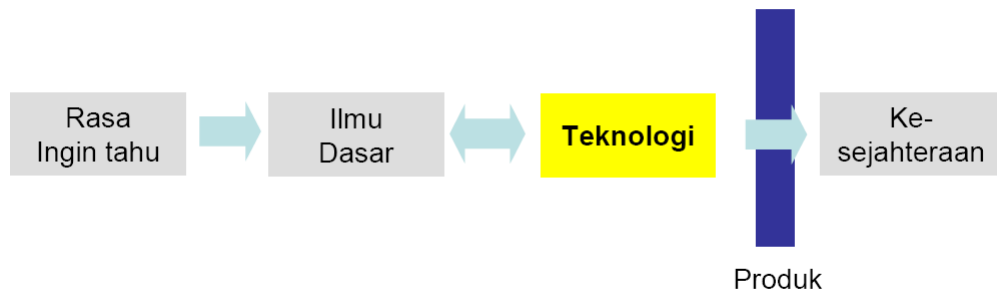 Rasa
Ingin tahu
Ilmu
Dasar
Teknologi
Ke-
sejahteraan
Produk